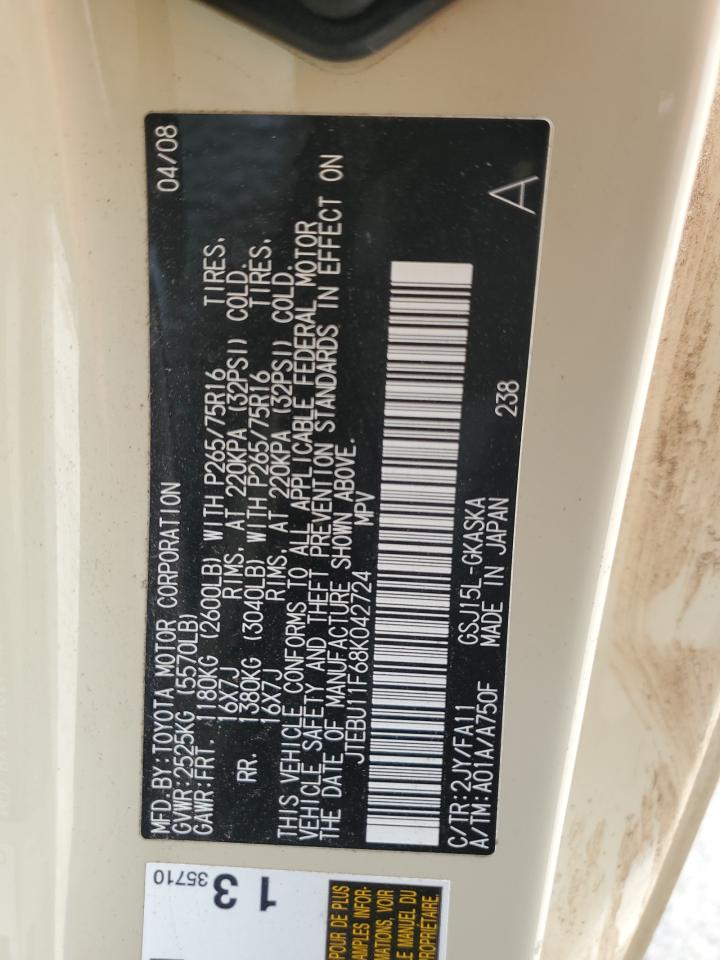 MFD.BY:TOYOTA MOTOR CORPORATION 04/08
GVWR:2525KG (5570LB)
GAWR:FRT. 1180KG (2600LB) WITH P265/75R16 TIRES,
16X7J RIMS, AT 220KPA (32PSI) COLD.
RR. 1380KG (3040LB) WITH P265/75R16 TIRES,
16X7J RIMS, AT 220KPA (32PSI) COLD.
THIS VEHICLE CONFORMS TO ALL APPLICABLE FEDERAL MOTOR
VEHICLE SAFETY AND THEFT PREVENTION STANDARDS IN EFFECT ON
THE DATE OF MANUFACTURE SHOWN ABOVE.
JTEBU11F68K042724 MPV
C/TR:2JY/FA11 GSJ15L-GKASKA 238
A/TM:A01A/A750F MADE IN JAPAN
A
35710
1 3
POUR DE PLUS
AMPLES INFOR-
MATIONS, VOIR
LE MANUEL DU
PROPRIÉTAIRE.